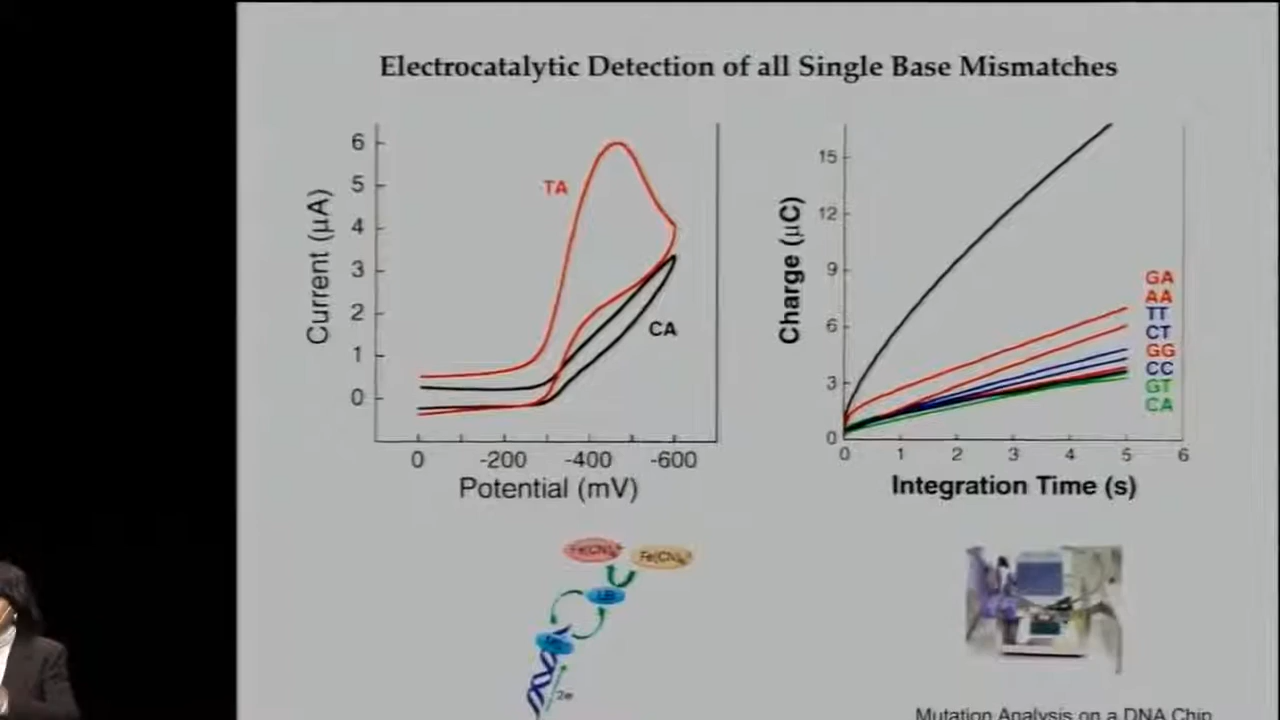 Electrocatalytic Detection of all Single Base Mismatches
6
5
4
3
2
1
0
Current (µA)
TA
CA
0 -200 -400 -600
Potential (mV)
15
12
9
6
3
0
Charge (µC)
GA
AA
TT
CT
GG
CC
GT
CA
0 1 2 3 4 5 6
Integration Time (s)
LB
2e
Mutation Analysis on a DNA Chip